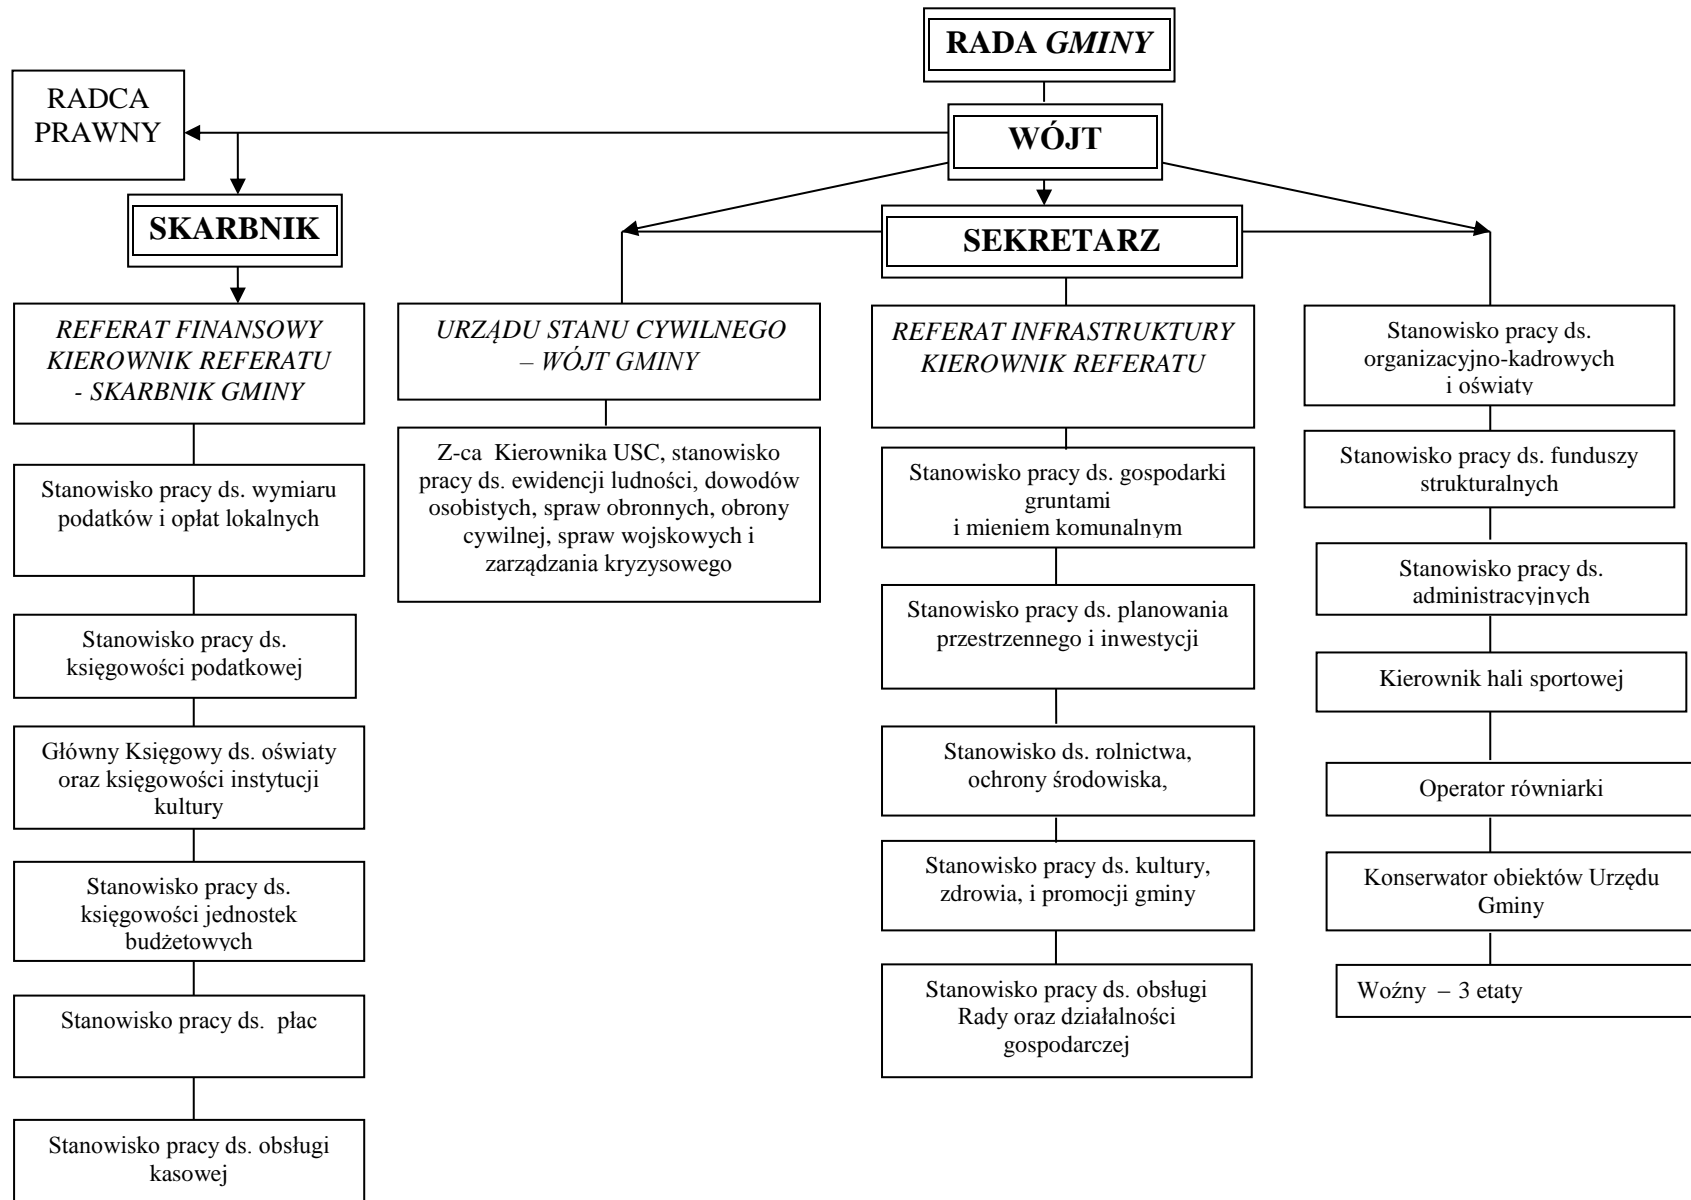 RADA GMINY
RADCA
PRAWNY
WÓJT
SKARBNIK
SEKRETARZ
REFERAT FINANSOWY
KIEROWNIK REFERATU
- SKARBNIK GMINY
Stanowisko pracy ds. wymiaru
podatków i opłat lokalnych
Stanowisko pracy ds.
księgowości podatkowej
Główny Księgowy ds. oświaty
oraz księgowości instytucji
kultury
Stanowisko pracy ds.
księgowości jednostek
budżetowych
Stanowisko pracy ds. płac
Stanowisko pracy ds. obsługi
kasowej
URZĄDU STANU CYWILNEGO
– WÓJT GMINY
Z-ca Kierownika USC, stanowisko
pracy ds. ewidencji ludności, dowodów
osobistych, spraw obronnych, obrony
cywilnej, spraw wojskowych i
zarządzania kryzysowego
REFERAT INFRASTRUKTURY
KIEROWNIK REFERATU
Stanowisko pracy ds. gospodarki
gruntami
i mieniem komunalnym
Stanowisko pracy ds. planowania
przestrzennego i inwestycji
Stanowisko ds. rolnictwa,
ochrony środowiska,
Stanowisko pracy ds. kultury,
zdrowia, i promocji gminy
Stanowisko pracy ds. obsługi
Rady oraz działalności
gospodarczej
Stanowisko pracy ds.
organizacyjno-kadrowych
i oświaty
Stanowisko pracy ds. funduszy
strukturalnych
Stanowisko pracy ds.
administracyjnych
Kierownik hali sportowej
Operator równiarki
Konserwator obiektów Urzędu
Gminy
Woźny – 3 etaty